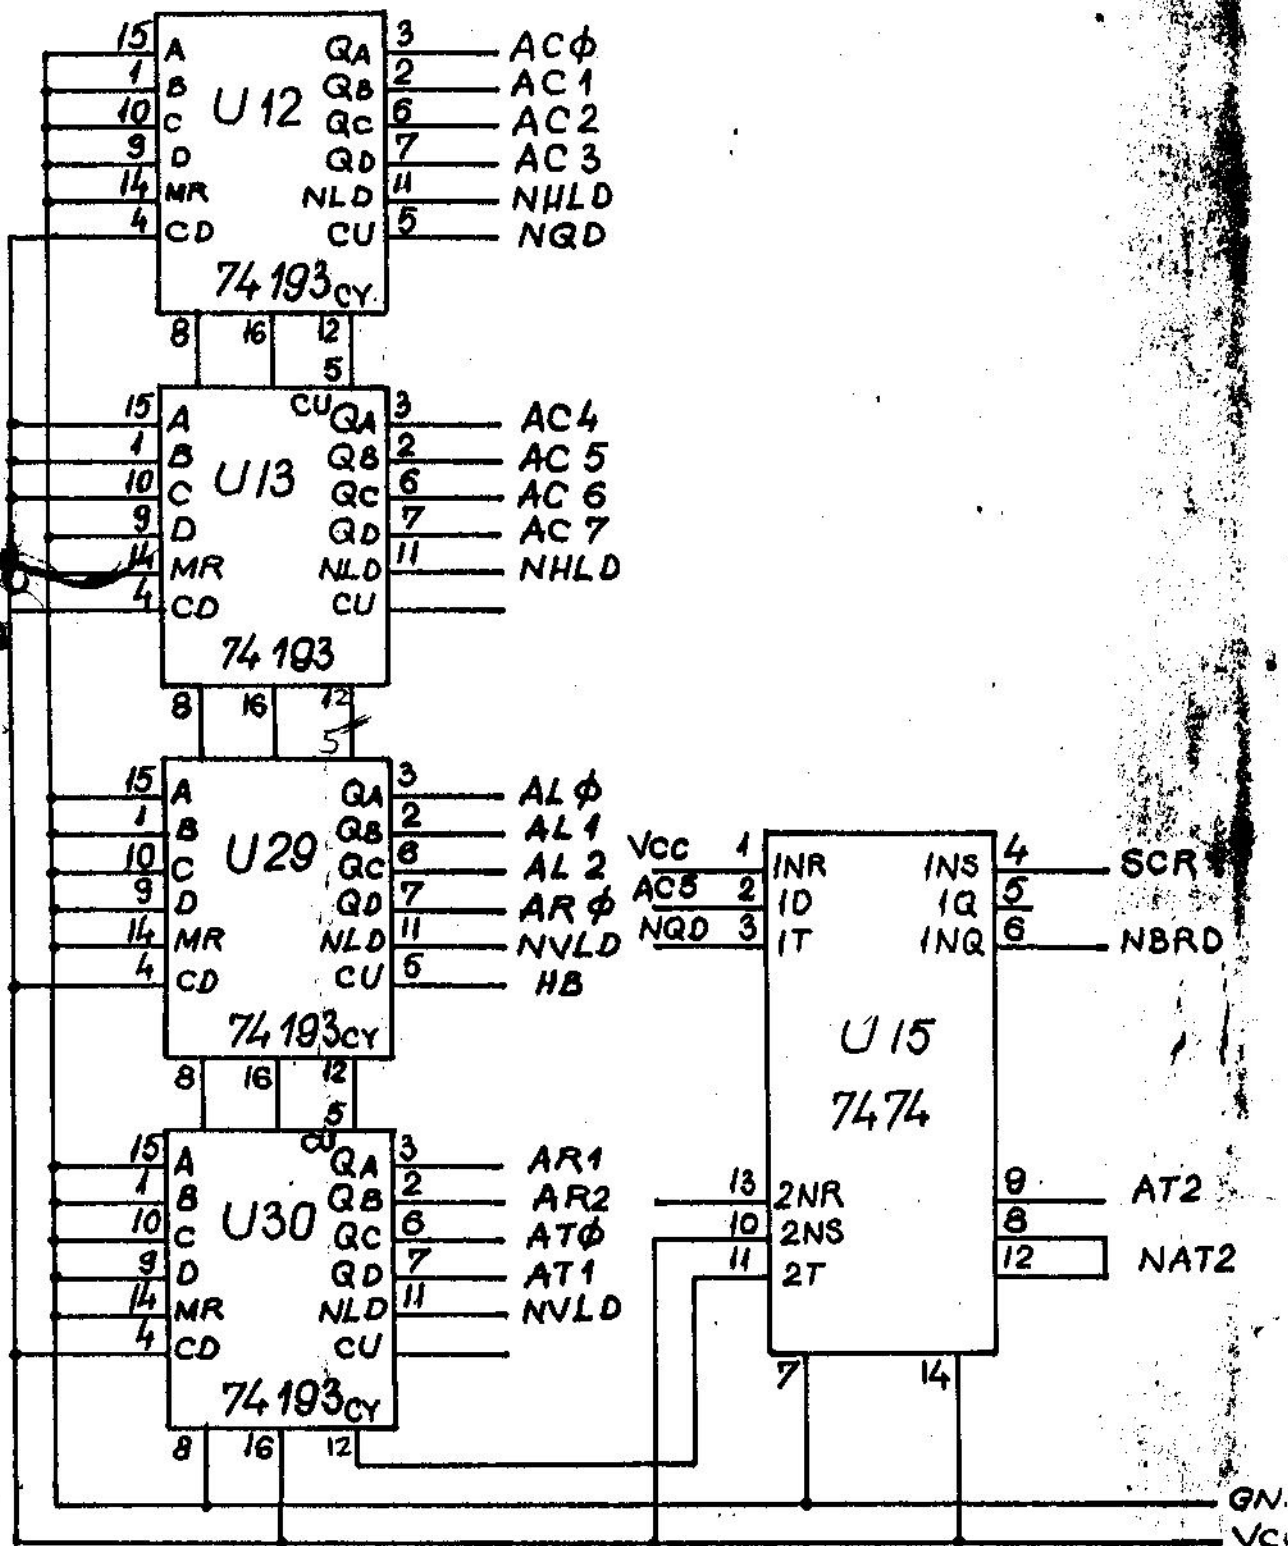 15 A QA 3 ACϕ
1 B QB 2 AC1
U12
10 C QC 6 AC2
9 D QD 7 AC3
14 MR NLD 11 NHLD
4 CD CU 5 NQD
74193 CY
8 16 12
5
CU
15 A QA 3 AC4
1 B QB 2 AC5
U13
10 C QC 6 AC6
9 D QD 7 AC7
14 MR NLD 11 NHLD
4 CD CU
74193
8 16 12
5
15 A QA 3 ALϕ
1 B QB 2 AL1
U29
10 C QC 6 AL2
9 D QD 7 ARϕ
14 MR NLD 11 NVLD
4 CD CU 5 HB
74193 CY
8 16 12
5
CU
15 A QA 3 AR1
1 B QB 2 AR2
U30
10 C QC 6 ATϕ
9 D QD 7 AT1
14 MR NLD 11 NVLD
4 CD CU
74193 CY
8 16 12
Vcc 1 1NR 1NS 4 SCR
AC5 2 1D 1Q 5
NQD 3 1T 1NQ 6 NBRD
U15
7474
13 2NR 9 AT2
10 2NS 8
11 2T 12 NAT2
7 14
GN
VC